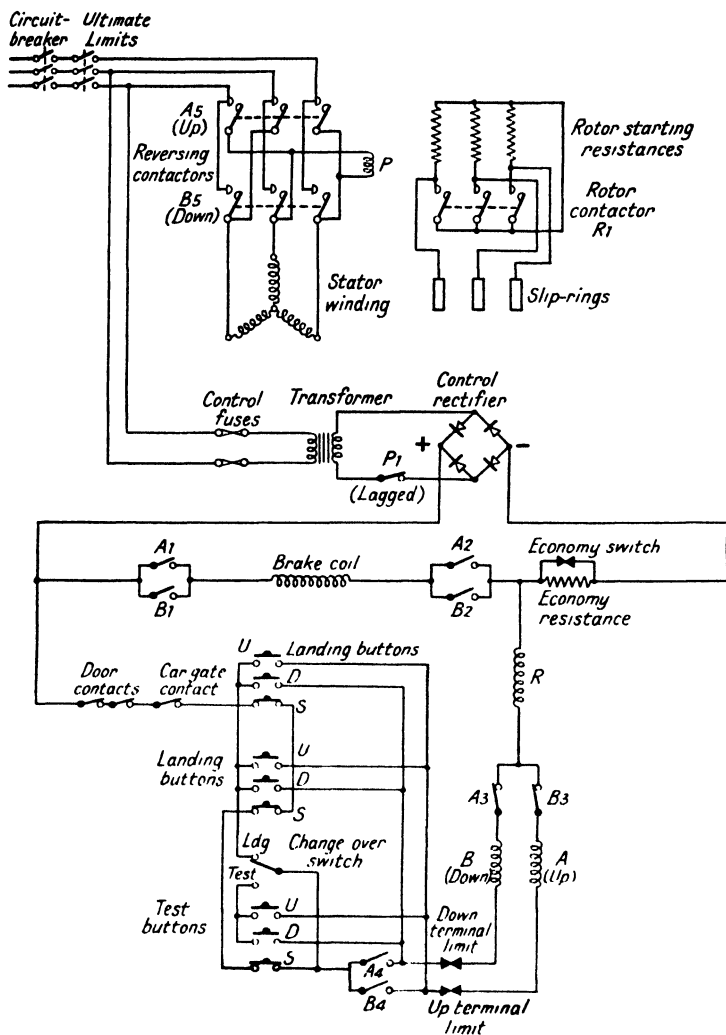 Circuit-
breaker
Ultimate
Limits
A5
(Up)
Reversing
contactors
B5
(Down)
P
Stator
winding
Rotor starting
resistances
Rotor
contactor
R1
Slip-rings
Control
fuses
Transformer
Control
rectifier
+
-
P1
(Lagged)
A1
B1
Brake coil
A2
B2
Economy switch
Economy
resistance
R
Door
contacts
Car gate
contact
U
Landing buttons
D
S
Landing
buttons
U
D
S
A3
B3
B
(Down)
A
(Up)
Ldg
Change over
switch
Test
Test
buttons
U
D
S
A4
B4
Down
terminal
limit
Up terminal
limit